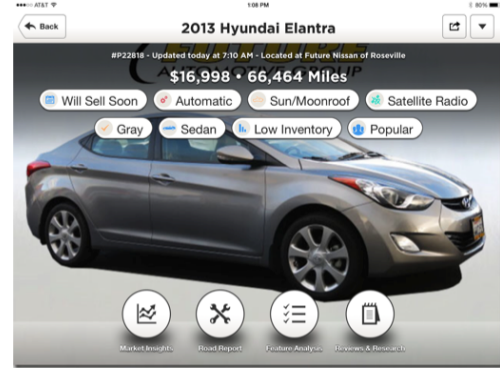 AT&T 1:08 PM 80%
Back 2013 Hyundai Elantra
#P22818 - Updated today at 7:10 AM - Located at Future Nissan of Roseville
$16,998 • 66,464 Miles
AUTOMOTIVE GROUP
Will Sell Soon Automatic Sun/Moonroof Satellite Radio
Gray Sedan Low Inventory Popular
Market Insights Road Report Feature Analysis Reviews & Research